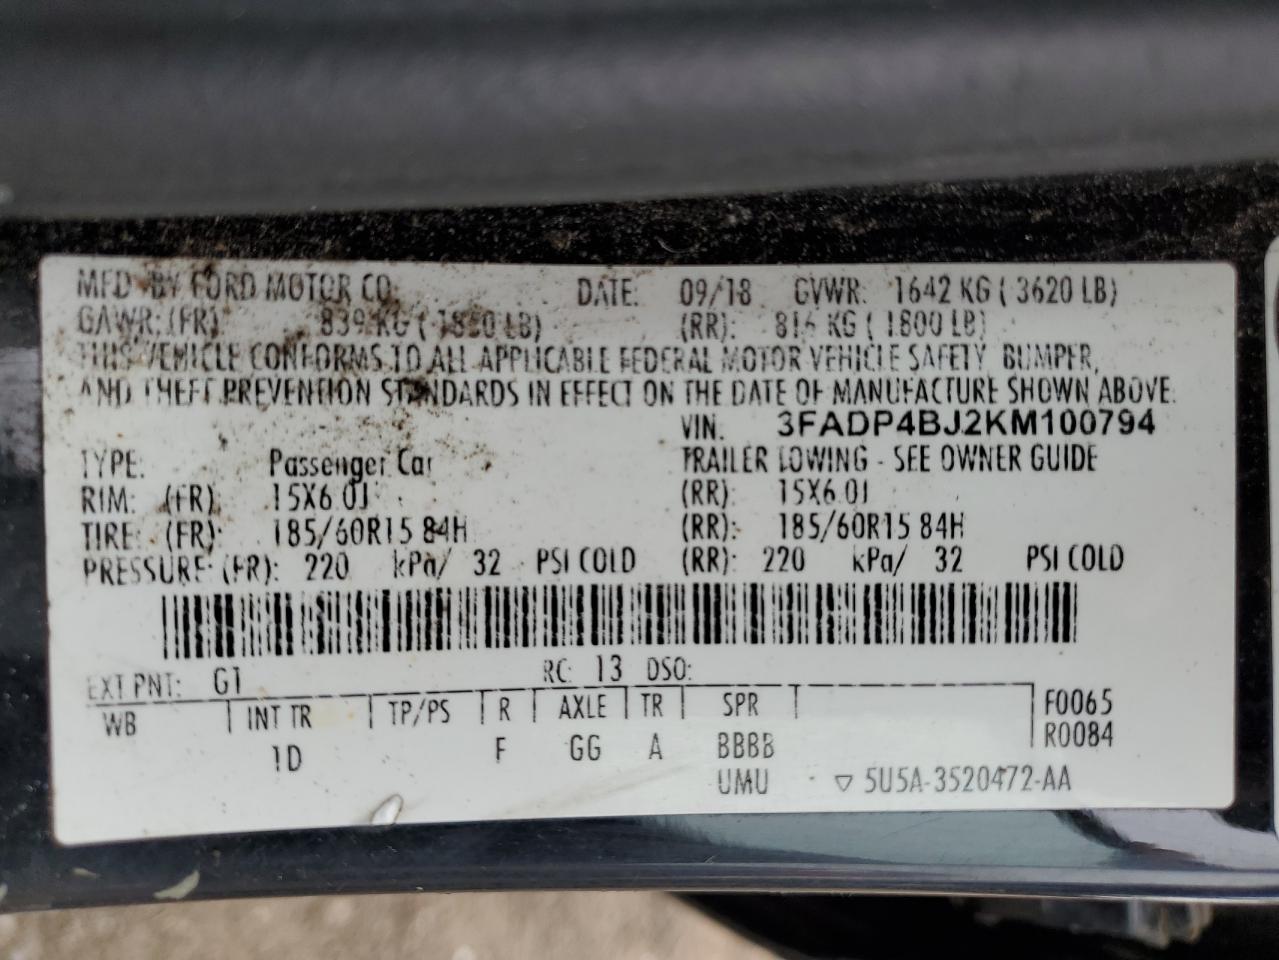 MFD. BY FORD MOTOR CO. DATE: 09/18 GVWR: 1642 KG ( 3620 LB)
GAWR: (FR) 839 KG ( 1850 LB) (RR): 816 KG ( 1800 LB)
THIS VEHICLE CONFORMS TO ALL APPLICABLE FEDERAL MOTOR VEHICLE SAFETY, BUMPER,
AND THEFT PREVENTION STANDARDS IN EFFECT ON THE DATE OF MANUFACTURE SHOWN ABOVE.
VIN: 3FADP4BJ2KM100794
TYPE: Passenger Car TRAILER TOWING - SEE OWNER GUIDE
RIM: (FR) 15X6.0J (RR): 15X6.0J
TIRE: (FR): 185/60R15 84H (RR): 185/60R15 84H
PRESSURE: (FR): 220 kPa/ 32 PSI COLD (RR): 220 kPa/ 32 PSI COLD
EXT PNT: G1 RC: 13 DSO:
WB INT TR TP/PS R AXLE TR SPR F0065
1D F GG A BBBB R0084
UMU ▽ 5U5A-3520472-AA